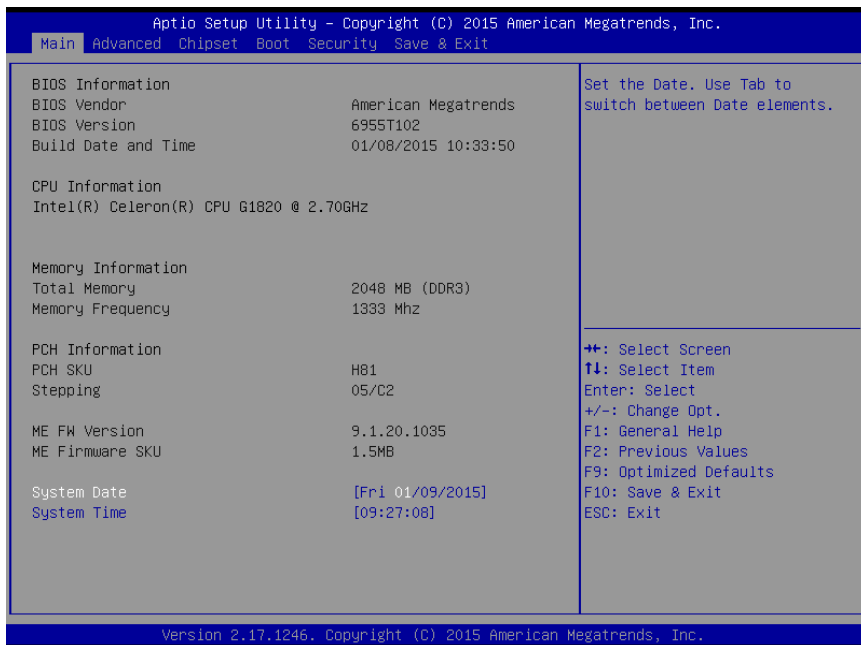 Aptio Setup Utility – Copyright (C) 2015 American Megatrends, Inc.
Main Advanced Chipset Boot Security Save & Exit
BIOS Information
BIOS Vendor American Megatrends
BIOS Version 6955T102
Build Date and Time 01/08/2015 10:33:50
CPU Information
Intel(R) Celeron(R) CPU G1820 @ 2.70GHz
Memory Information
Total Memory 2048 MB (DDR3)
Memory Frequency 1333 Mhz
PCH Information
PCH SKU H81
Stepping 05/C2
ME FW Version 9.1.20.1035
ME Firmware SKU 1.5MB
System Date [Fri 01/09/2015]
System Time [09:27:08]
Set the Date. Use Tab to
switch between Date elements.
→←: Select Screen
↑↓: Select Item
Enter: Select
+/-: Change Opt.
F1: General Help
F2: Previous Values
F9: Optimized Defaults
F10: Save & Exit
ESC: Exit
Version 2.17.1246. Copyright (C) 2015 American Megatrends, Inc.